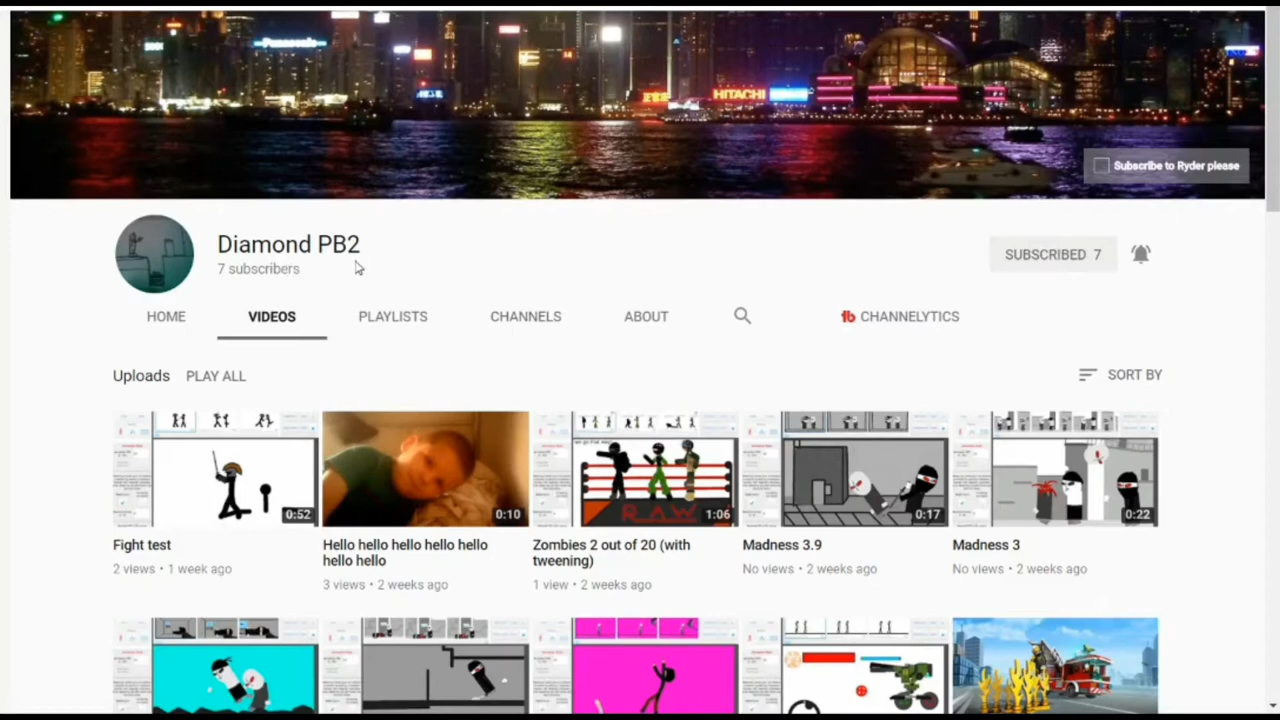 Panasonic
HITACHI
Subscribe to Ryder please
Diamond PB2
7 subscribers
SUBSCRIBED 7
HOME VIDEOS PLAYLISTS CHANNELS ABOUT CHANNELYTICS
Uploads PLAY ALL SORT BY
RAW
0:52 0:10 1:06 0:17 0:22
Fight test
2 views • 1 week ago
Hello hello hello hello hello
hello hello
3 views • 2 weeks ago
Zombies 2 out of 20 (with
tweening)
1 view • 2 weeks ago
Madness 3.9
No views • 2 weeks ago
Madness 3
No views • 2 weeks ago